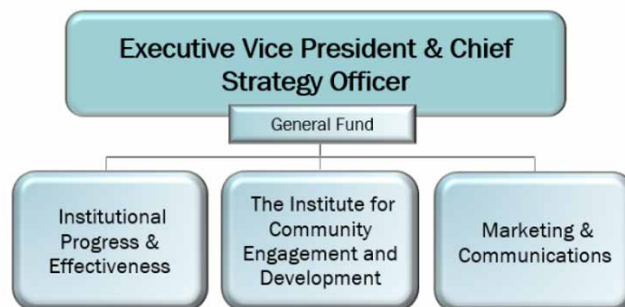 Executive Vice President & Chief
Strategy Officer
General Fund
Institutional
Progress &
Effectiveness
The Institute for
Community
Engagement and
Development
Marketing &
Communications